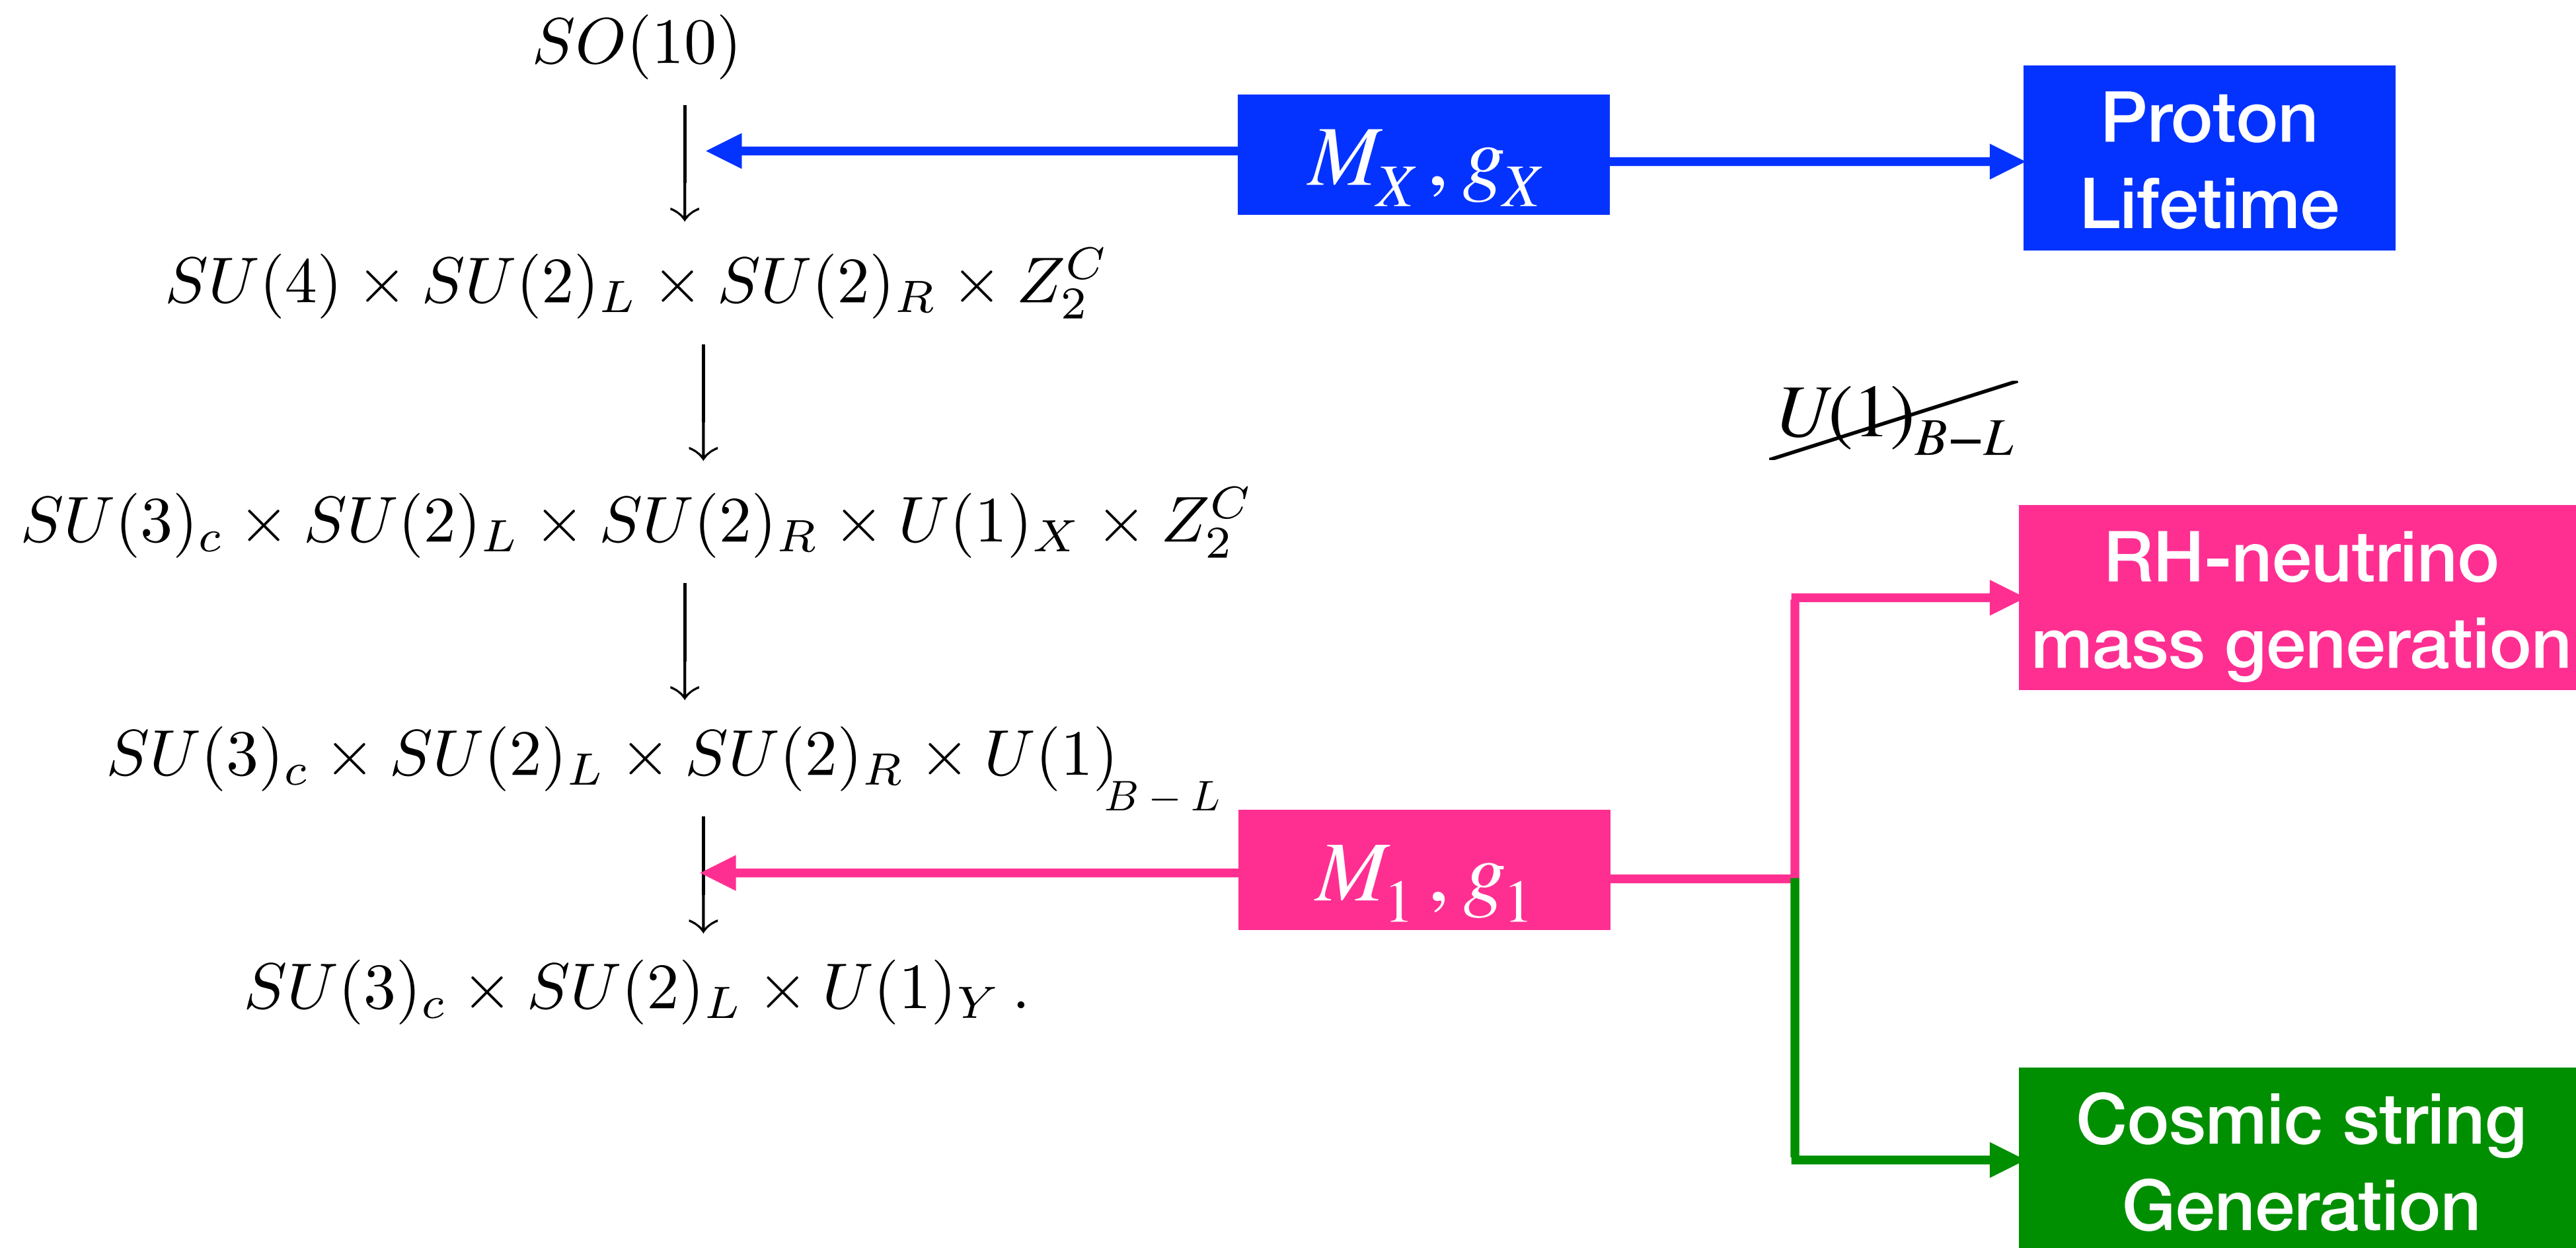 SO(10)
M_X , g_X
Proton
Lifetime
SU(4) × SU(2)_L × SU(2)_R × Z_2^C
U(1)_{B−L}
SU(3)_c × SU(2)_L × SU(2)_R × U(1)_X × Z_2^C
RH-neutrino
mass generation
SU(3)_c × SU(2)_L × SU(2)_R × U(1)_{B−L}
M_1 , g_1
SU(3)_c × SU(2)_L × U(1)_Y .
Cosmic string
Generation